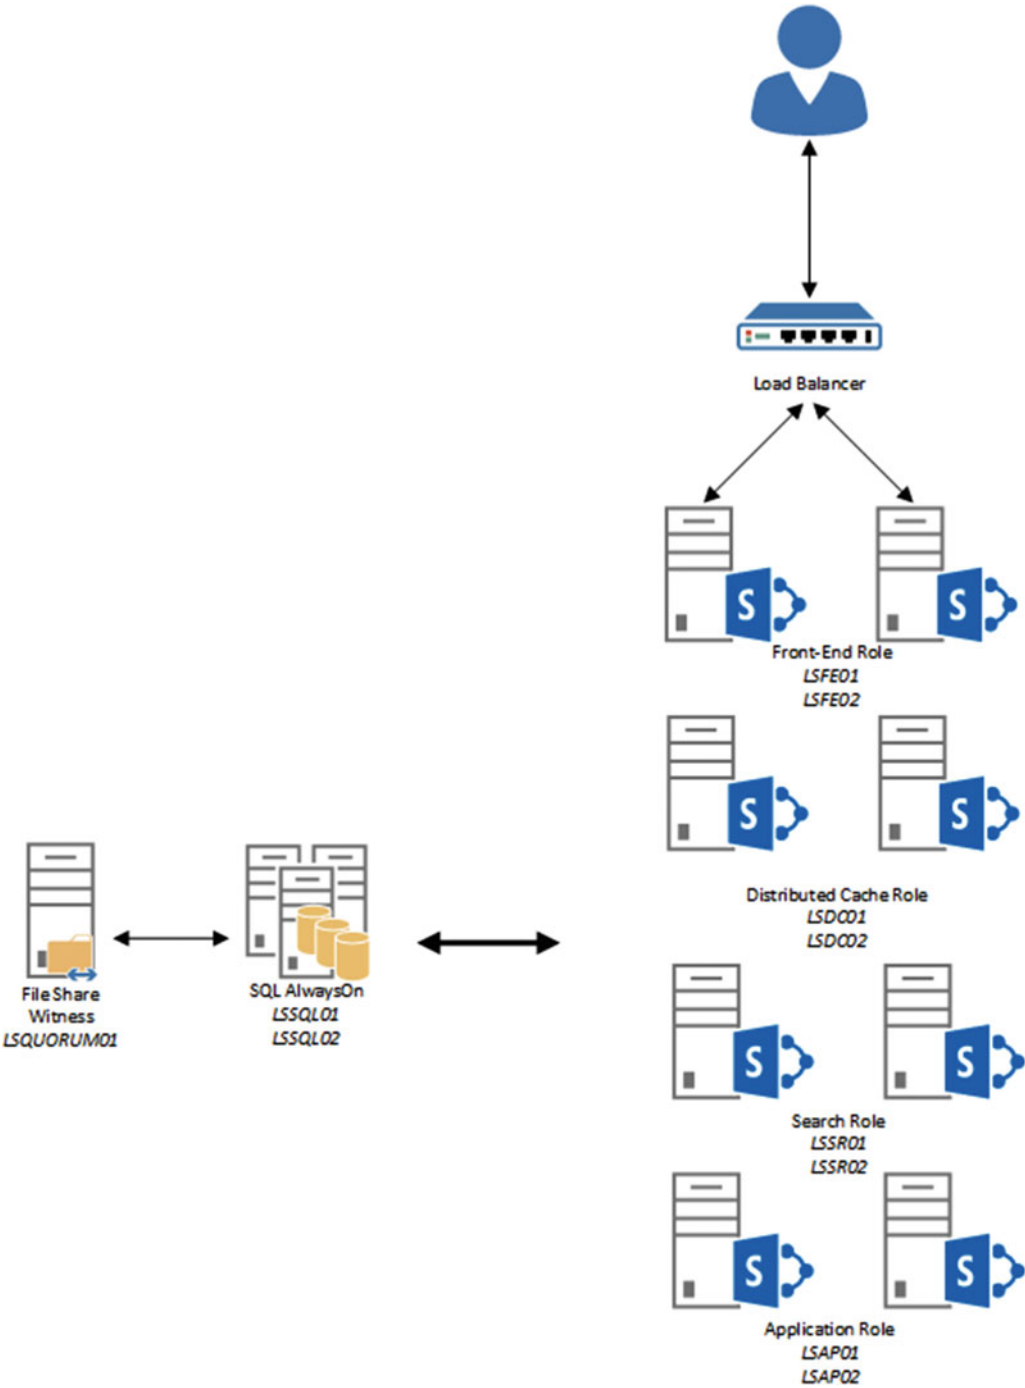 Load Balancer
S
S
Front-End Role
LSFE01
LSFE02
S
S
Distributed Cache Role
LSDC01
LSDC02
File Share
Witness
LSQUORUM01
SQL AlwaysOn
LSSQL01
LSSQL02
S
S
Search Role
LSSR01
LSSR02
S
S
Application Role
LSAP01
LSAP02